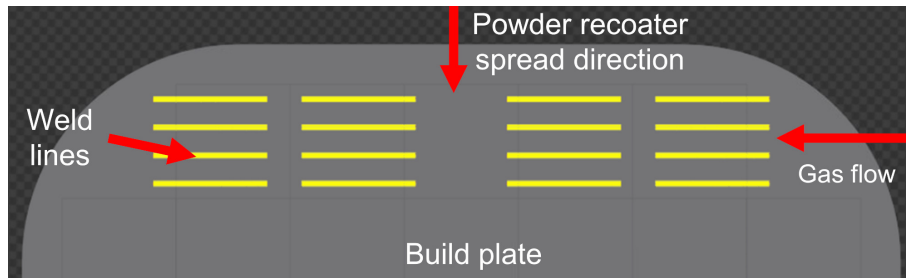 Powder recoater
spread direction
Weld
lines
Gas flow
Build plate